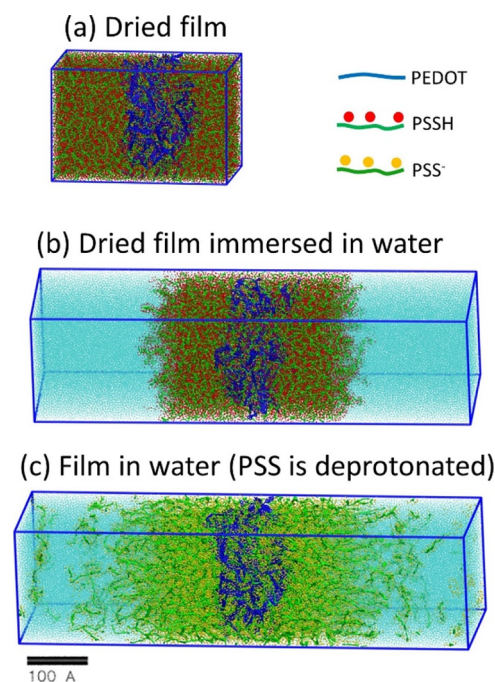 (a) Dried film
PEDOT
PSSH
PSS-
(b) Dried film immersed in water
(c) Film in water (PSS is deprotonated)
100 A